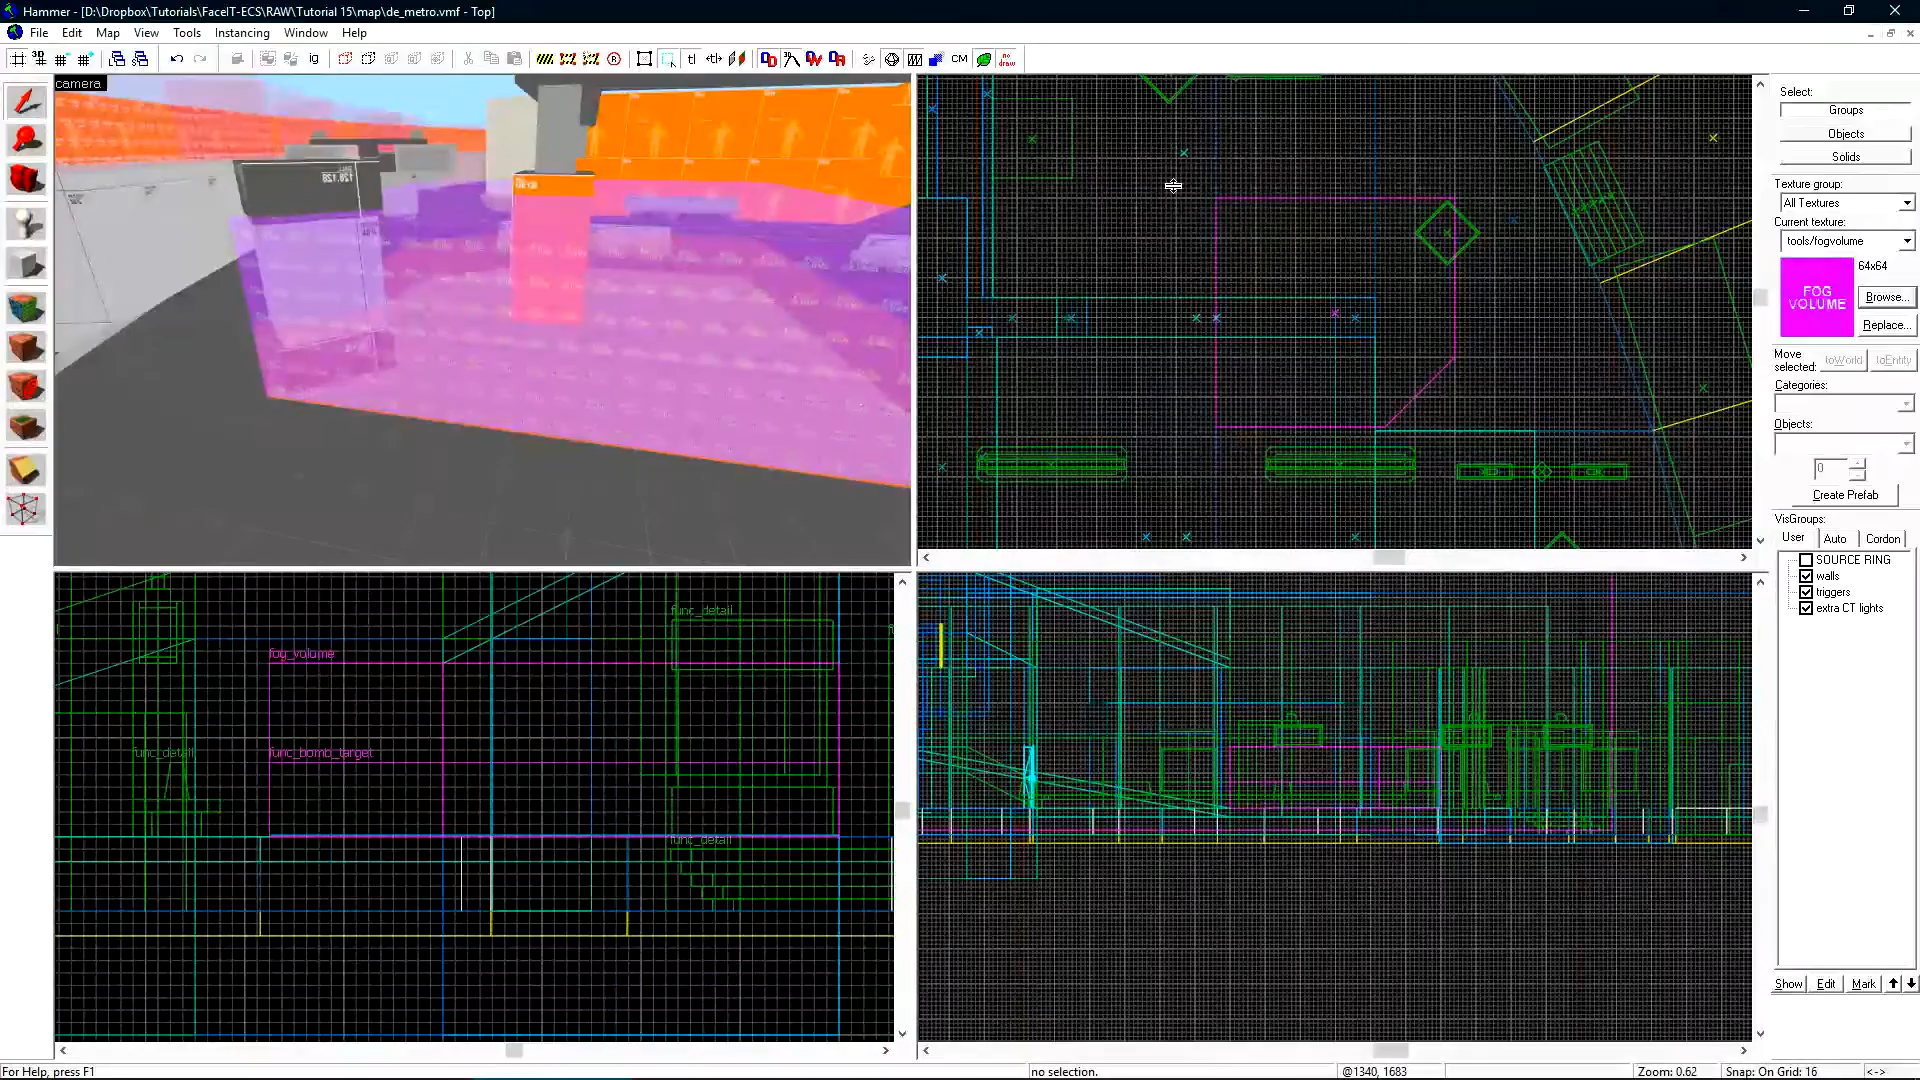 Hammer - [D:\Dropbox\Tutorials\FaceIT-ECS\RAW\Tutorial 15\map\de_metro.vmf - Top]
File Edit Map View Tools Instancing Window Help
camera
Select:
Groups
Objects
Solids
Texture group:
All Textures
Current texture:
tools/fogvolume
64x64
FOG
VOLUME
Browse...
Replace...
Move
selected:
toWorld
toEntity
Categories:
Objects:
0
Create Prefab
VisGroups:
User Auto Cordon
SOURCE RING
walls
triggers
extra CT lights
Show Edit Mark
func_detail
fog_volume
func_detail
func_bomb_target
func_detail
For Help, press F1
no selection.
@1340, 1683
Zoom: 0.62
Snap: On Grid: 16
<->